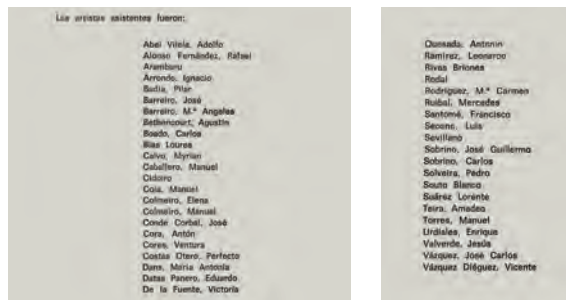 Los artistas asistentes fueron:
Abel Vilela, Adolfo
Alonso Fernández, Rafael
Aramburu
Arrondo, Ignacio
Badía, Pilar
Barreiro, José
Barreiro, M.ª Angeles
Bethencourt, Agustín
Boado, Carlos
Blas Lourés
Calvo, Myrian
Caballero, Manuel
Cidoiro
Coia, Manuel
Colmeiro, Elena
Colmeiro, Manuel
Conde Corbal, José
Cora, Antón
Cores, Ventura
Costas Otero, Perfecto
Dans, María Antonia
Datas Panero, Eduardo
De la Fuente, Victoria
Quesada, Antonio
Ramírez, Leonardo
Rivas Briones
Rodal
Rodríguez, M.ª Carmen
Ruibal, Mercedes
Santomé, Francisco
Seoane, Luis
Sevillano
Sobrino, José Guillermo
Sobrino, Carlos
Solveira, Pedro
Souto Blanco
Suárez Lorente
Teira, Amadeo
Torres, Manuel
Urdiales, Enrique
Valverde, Jesús
Vázquez, José Carlos
Vázquez Diéguez, Vicente